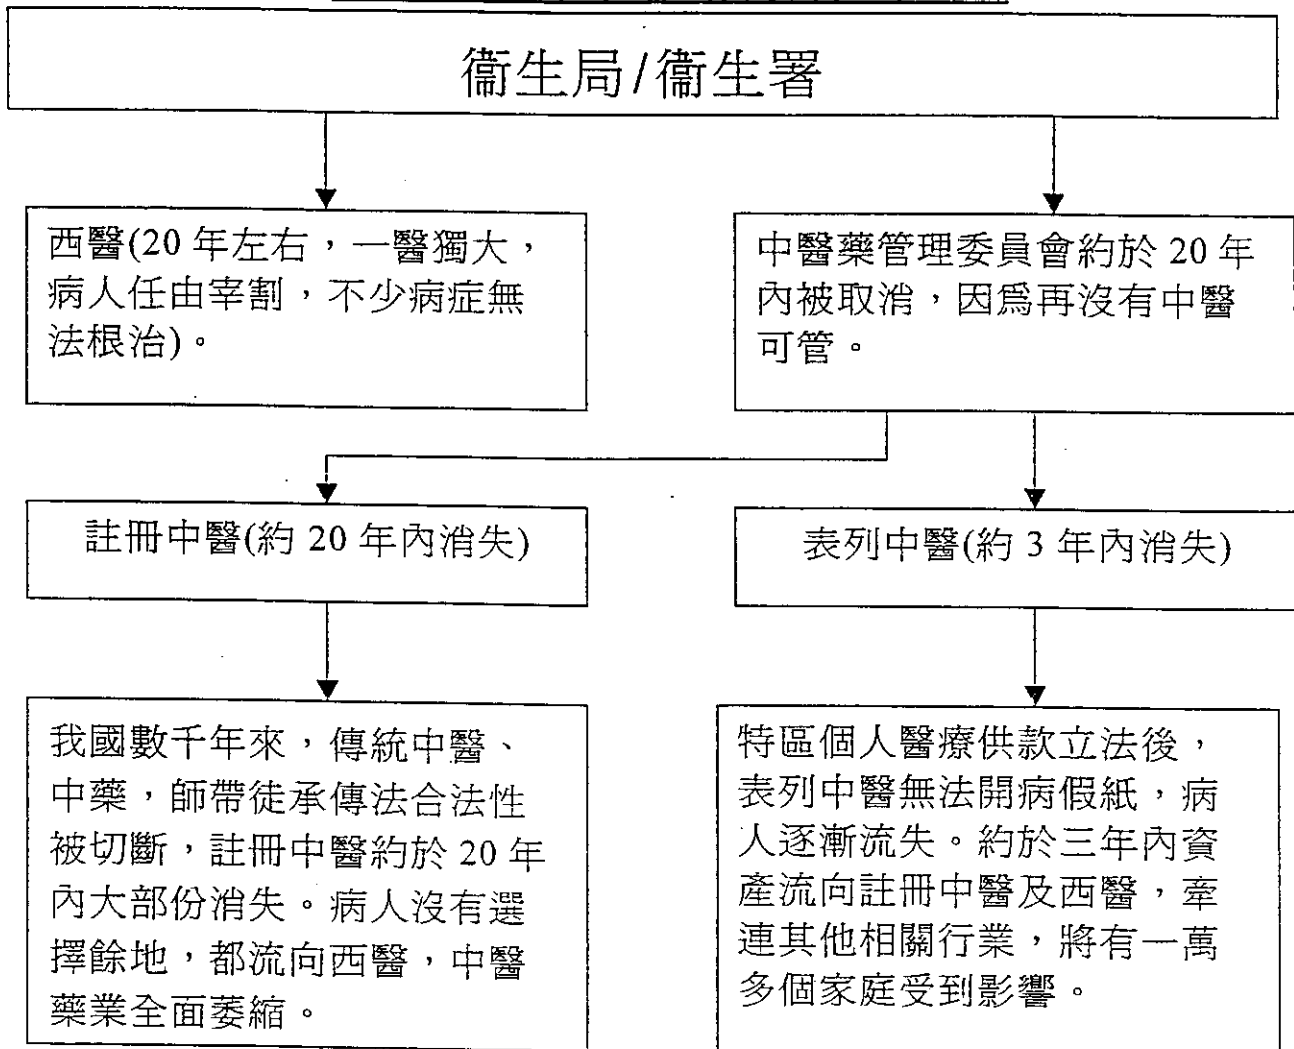 衞生局/衞生署
西醫(20 年左右，一醫獨大，
病人任由宰割，不少病症無
法根治)。
中醫藥管理委員會約於 20 年
內被取消，因爲再沒有中醫
可管。
註冊中醫(約 20 年內消失)
表列中醫(約 3 年內消失)
我國數千年來，傳統中醫、
中藥，師帶徒承傳法合法性
被切斷，註冊中醫約於 20 年
內大部份消失。病人沒有選
擇餘地，都流向西醫，中醫
藥業全面萎縮。
特區個人醫療供款立法後，
表列中醫無法開病假紙，病
人逐漸流失。約於三年內資
產流向註冊中醫及西醫，牽
連其他相關行業，將有一萬
多個家庭受到影響。